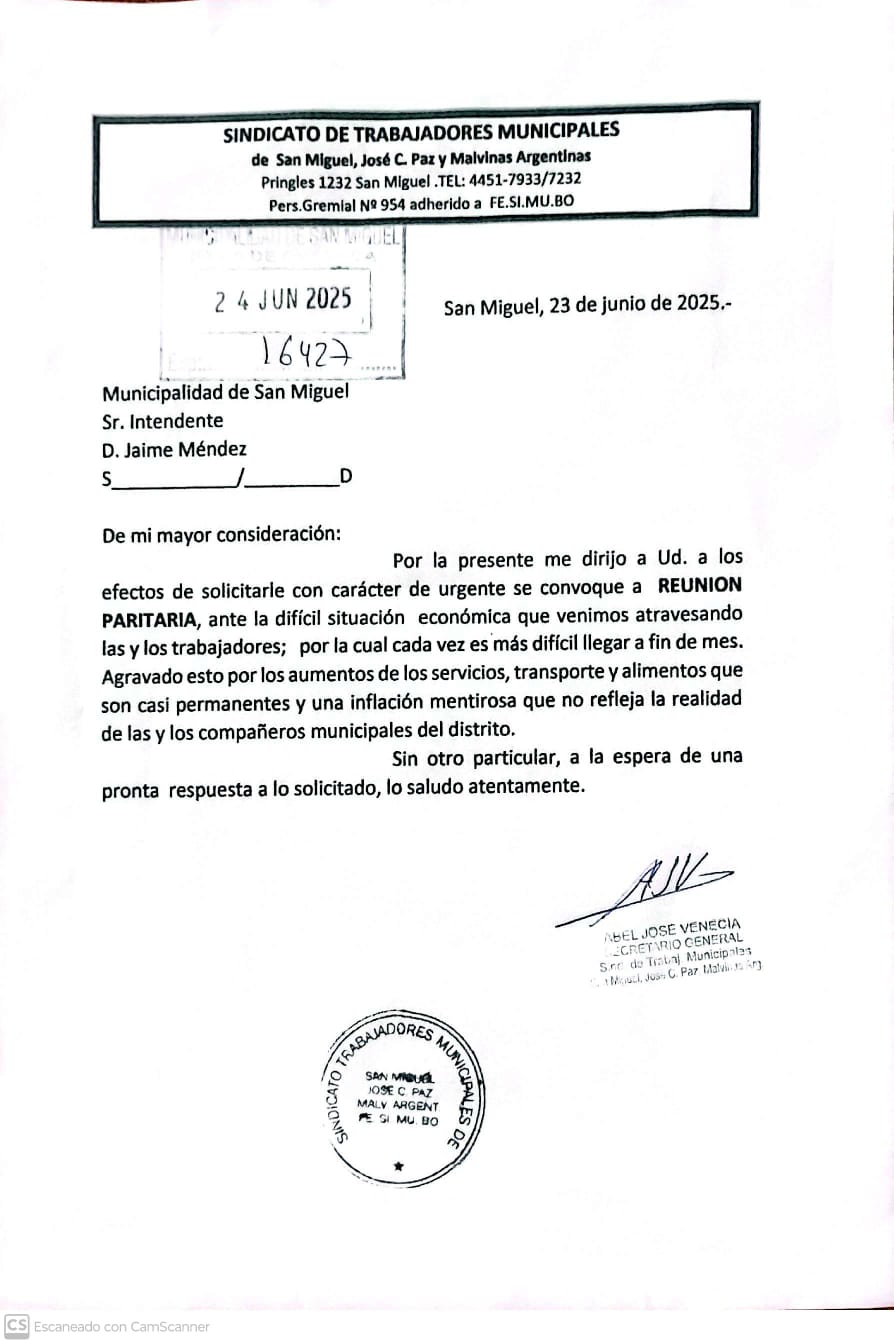 SINDICATO DE TRABAJADORES MUNICIPALES
de San Miguel, José C. Paz y Malvinas Argentinas
Pringles 1232 San Miguel .TEL: 4451-7933/7232
Pers.Gremial Nº 954 adherido a FE.SI.MU.BO
MUNICIPALIDAD DE SAN MIGUEL
24 JUN 2025
16427
San Miguel, 23 de junio de 2025.-
Municipalidad de San Miguel
Sr. Intendente
D. Jaime Méndez
S__________/________D
De mi mayor consideración:
Por la presente me dirijo a Ud. a los
efectos de solicitarle con carácter de urgente se convoque a REUNION
PARITARIA, ante la difícil situación económica que venimos atravesando
las y los trabajadores; por la cual cada vez es más difícil llegar a fin de mes.
Agravado esto por los aumentos de los servicios, transporte y alimentos que
son casi permanentes y una inflación mentirosa que no refleja la realidad
de las y los compañeros municipales del distrito.
Sin otro particular, a la espera de una
pronta respuesta a lo solicitado, lo saludo atentamente.
AJV
ABEL JOSE VENECIA
SECRETARIO GENERAL
Sind. de Trabaj. Municipales
San Miguel, José C. Paz Malvinas Arg
SINDICATO TRABAJADORES MUNICIPALES DE
SAN MIGUEL
JOSE C. PAZ
MALV ARGENT
FE SI MU. BO
CS Escaneado con CamScanner